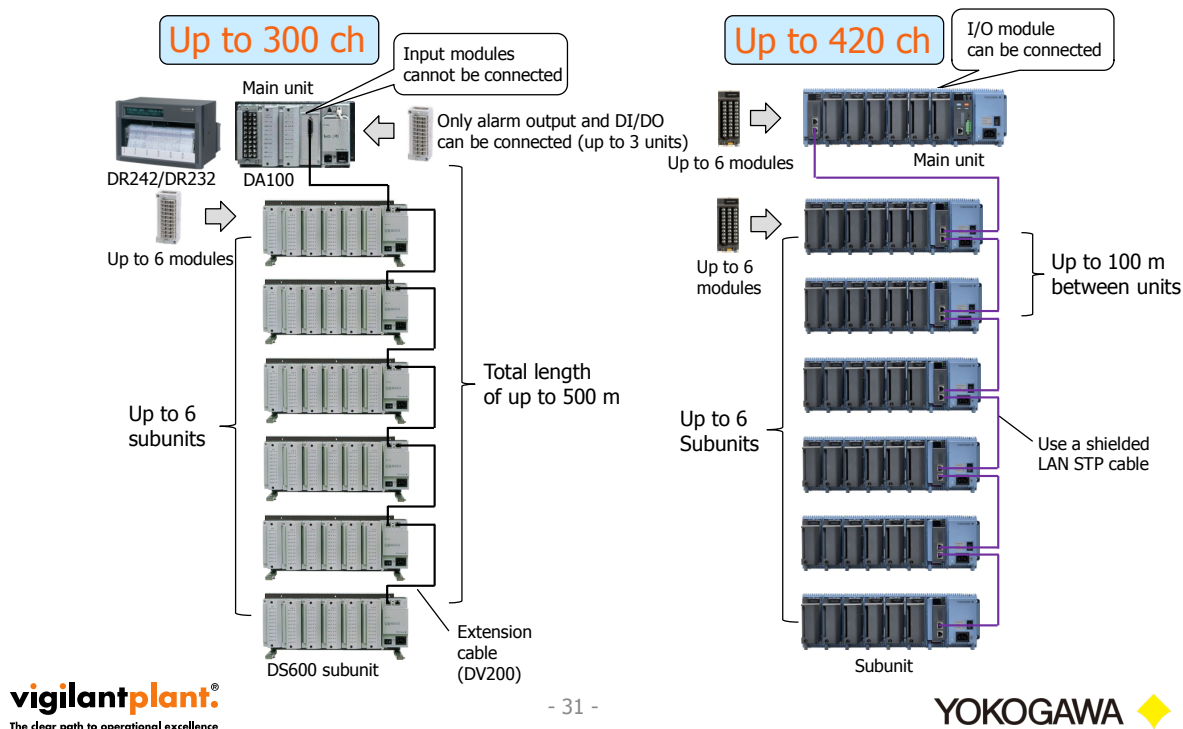 Up to 300 ch
Input modules
cannot be connected
Main unit
Only alarm output and DI/DO
can be connected (up to 3 units)
DR242/DR232
DA100
Up to 6 modules
Up to 6
subunits
Total length
of up to 500 m
Extension
cable
(DV200)
DS600 subunit
Up to 420 ch
I/O module
can be connected
Up to 6 modules
Main unit
Up to 6
modules
Up to 100 m
between units
Up to 6
Subunits
Use a shielded
LAN STP cable
Subunit
vigilantplant.®
The clear path to operational excellence
- 31 -
YOKOGAWA